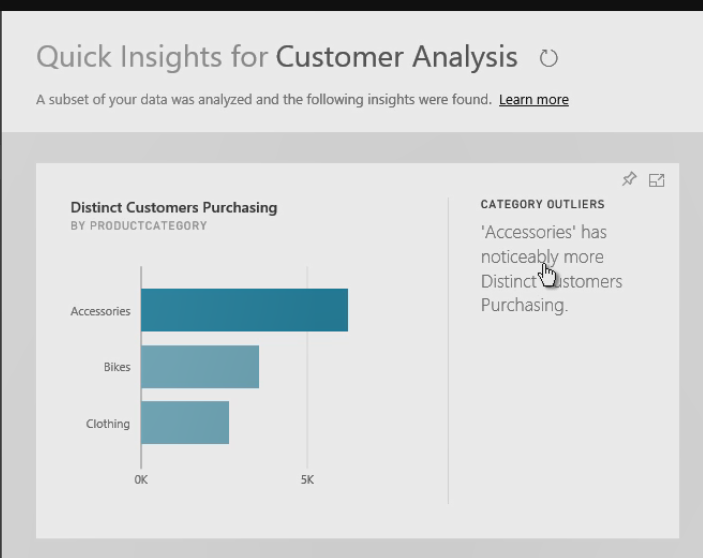 Quick Insights for Customer Analysis
A subset of your data was analyzed and the following insights were found. Learn more
Distinct Customers Purchasing
BY PRODUCTCATEGORY
Accessories
Bikes
Clothing
0K
5K
CATEGORY OUTLIERS
'Accessories' has
noticeably more
Distinct Customers
Purchasing.